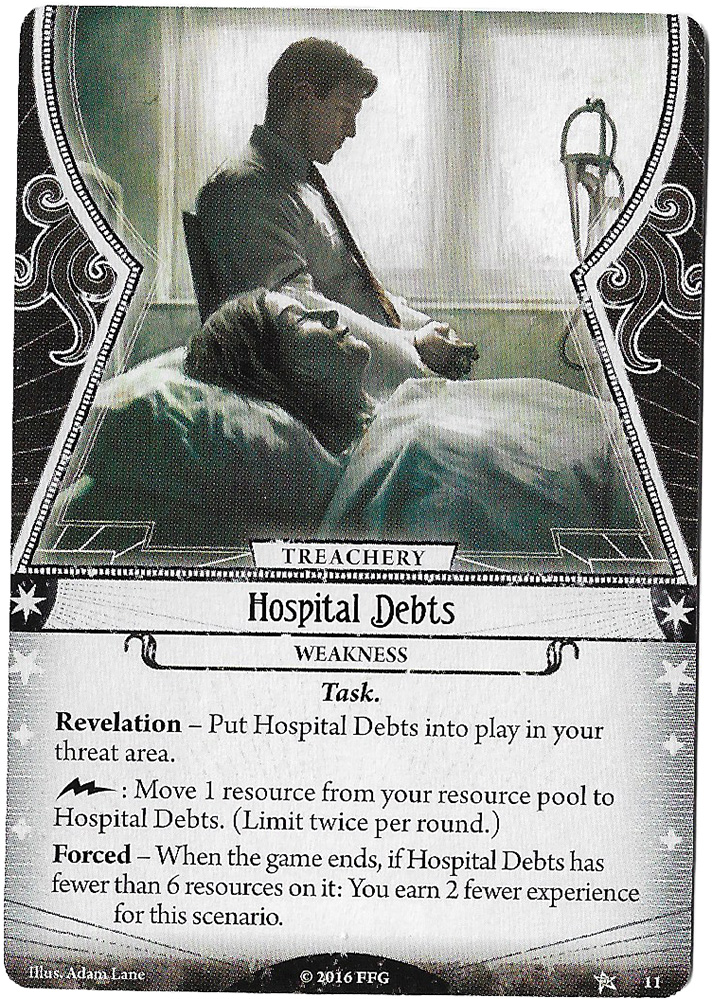 TREACHERY
Hospital Debts
WEAKNESS
Task.
Revelation – Put Hospital Debts into play in your
threat area.
: Move 1 resource from your resource pool to
Hospital Debts. (Limit twice per round.)
Forced – When the game ends, if Hospital Debts has
fewer than 6 resources on it: You earn 2 fewer experience
for this scenario.
Illus. Adam Lane
© 2016 FFG
11